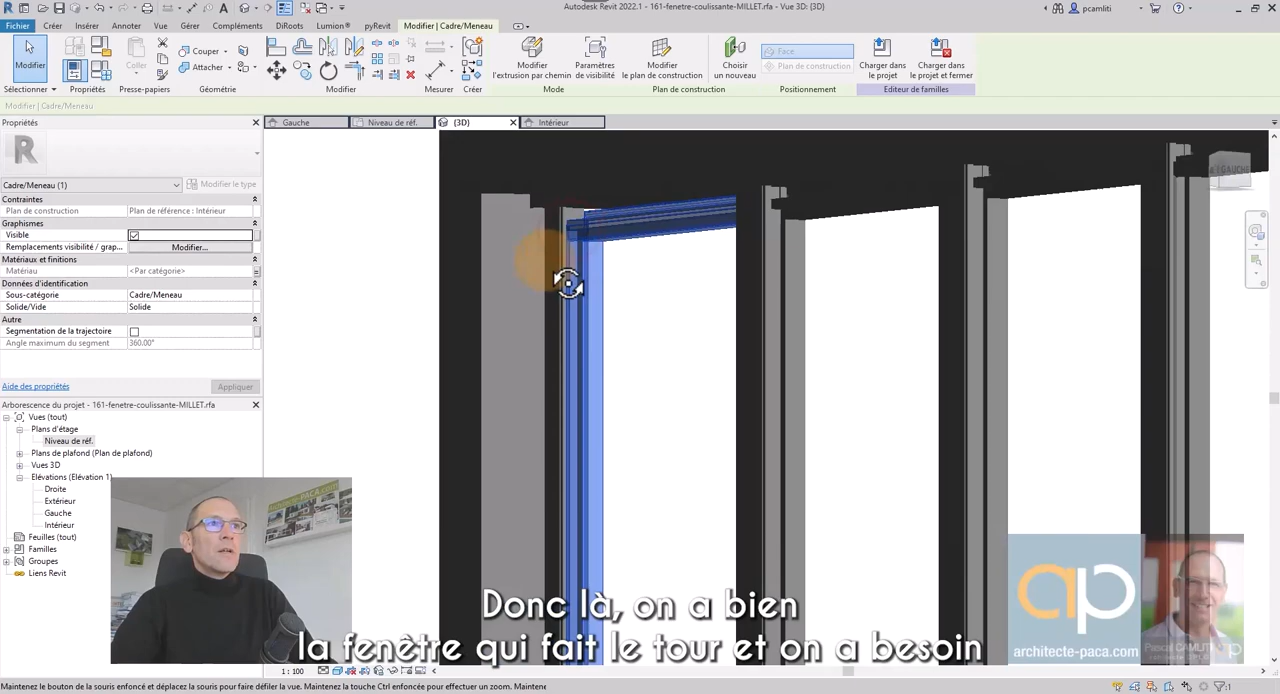 Autodesk Revit 2022.1 - 161-fenetre-coulissante-MILLET.rfa - Vue 3D: {3D}
pcamliti
Fichier Créer Insérer Annoter Vue Gérer Compléments DiRoots Lumion® pyRevit Modifier | Cadre/Meneau
Modifier
Coller
Couper
Attacher
Modifier l'extrusion par chemin
Paramètres de visibilité
Modifier le plan de construction
Choisir un nouveau
Face
Plan de construction
Charger dans le projet
Charger dans le projet et fermer
Sélectionner Propriétés Presse-papiers Géométrie Modifier Mesurer Créer Mode Plan de construction Positionnement Editeur de familles
Modifier | Cadre/Meneau
Propriétés
Gauche Niveau de réf. {3D} Intérieur
Cadre/Meneau (1) Modifier le type
Contraintes
Plan de construction Plan de référence : Intérieur
Graphismes
Visible
Remplacements visibilité / grap... Modifier...
Matériaux et finitions
Matériau <Par catégorie>
Données d'identification
Sous-catégorie Cadre/Meneau
Solide/Vide Solide
Autre
Segmentation de la trajectoire
Angle maximum du segment 360.00°
Aide des propriétés Appliquer
Arborescence du projet - 161-fenetre-coulissante-MILLET.rfa
Vues (tout)
Plans d'étage
Niveau de réf.
Plans de plafond (Plan de plafond)
Vues 3D
Elévations (Elévation 1)
Droite
Extérieur
Gauche
Intérieur
Feuilles (tout)
Familles
Groupes
Liens Revit
GAUCHE
Donc là, on a bien
la fenêtre qui fait le tour et on a besoin
ap
architecte-paca.com
Pascal CAMLITI
1 : 100
Maintenez le bouton de la souris enfoncé et déplacez la souris pour faire défiler la vue. Maintenez la touche Ctrl enfoncée pour effectuer un zoom. Maintene
:1